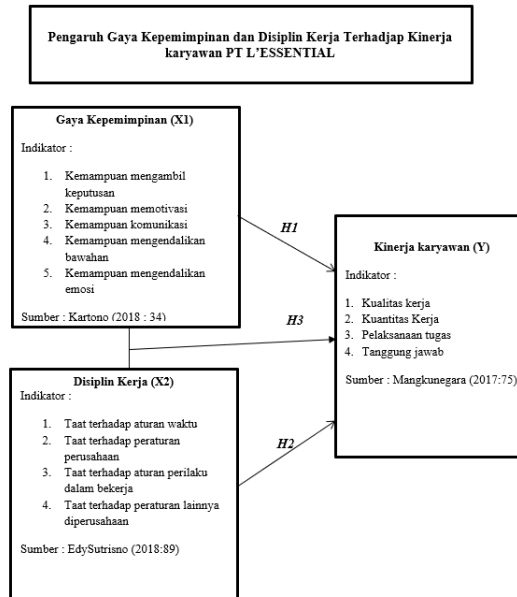 Pengaruh Gaya Kepemimpinan dan Disiplin Kerja Terhadjap Kinerja
karyawan PT L'ESSENTIAL
Gaya Kepemimpinan (X1)
Indikator :
1. Kemampuan mengambil
keputusan
2. Kemampuan memotivasi
3. Kemampuan komunikasi
4. Kemampuan mengendalikan
bawahan
5. Kemampuan mengendalikan
emosi
Sumber : Kartono (2018 : 34)
H1
Kinerja karyawan (Y)
Indikator :
1. Kualitas kerja
2. Kuantitas Kerja
3. Pelaksanaan tugas
4. Tanggung jawab
Sumber : Mangkunegara (2017:75)
H3
Disiplin Kerja (X2)
Indikator :
1. Taat terhadap aturan waktu
2. Taat terhadap peraturan
perusahaan
3. Taat terhadap aturan perilaku
dalam bekerja
4. Taat terhadap peraturan lainnya
diperusahaan
Sumber : EdySutrisno (2018:89)
H2